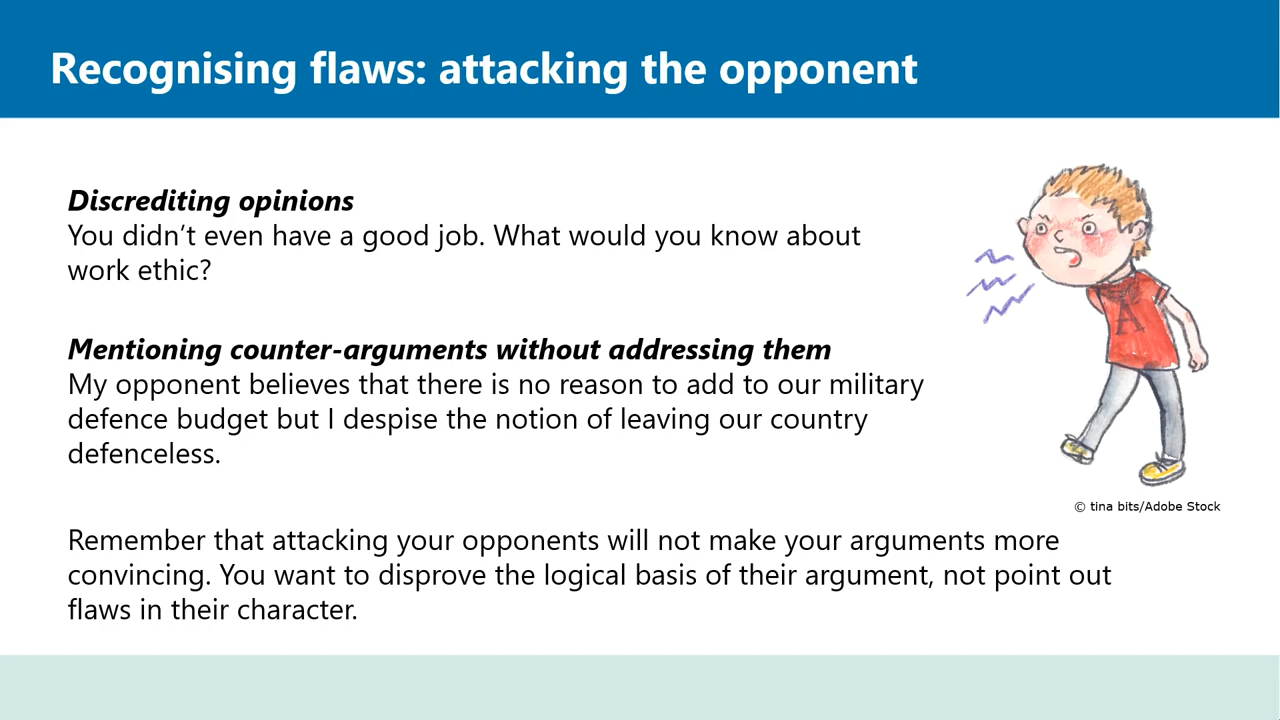 Recognising flaws: attacking the opponent
Discrediting opinions
You didn’t even have a good job. What would you know about
work ethic?
Mentioning counter-arguments without addressing them
My opponent believes that there is no reason to add to our military
defence budget but I despise the notion of leaving our country
defenceless.
A
© tina bits/Adobe Stock
Remember that attacking your opponents will not make your arguments more
convincing. You want to disprove the logical basis of their argument, not point out
flaws in their character.